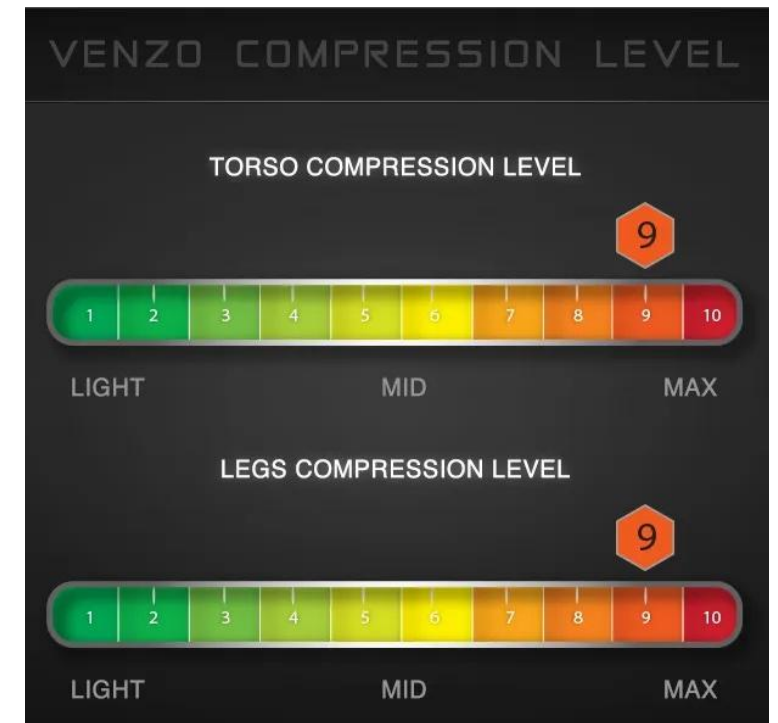 VENZO COMPRESSION LEVEL
TORSO COMPRESSION LEVEL
9
1 2 3 4 5 6 7 8 9 10
LIGHT MID MAX
LEGS COMPRESSION LEVEL
9
1 2 3 4 5 6 7 8 9 10
LIGHT MID MAX